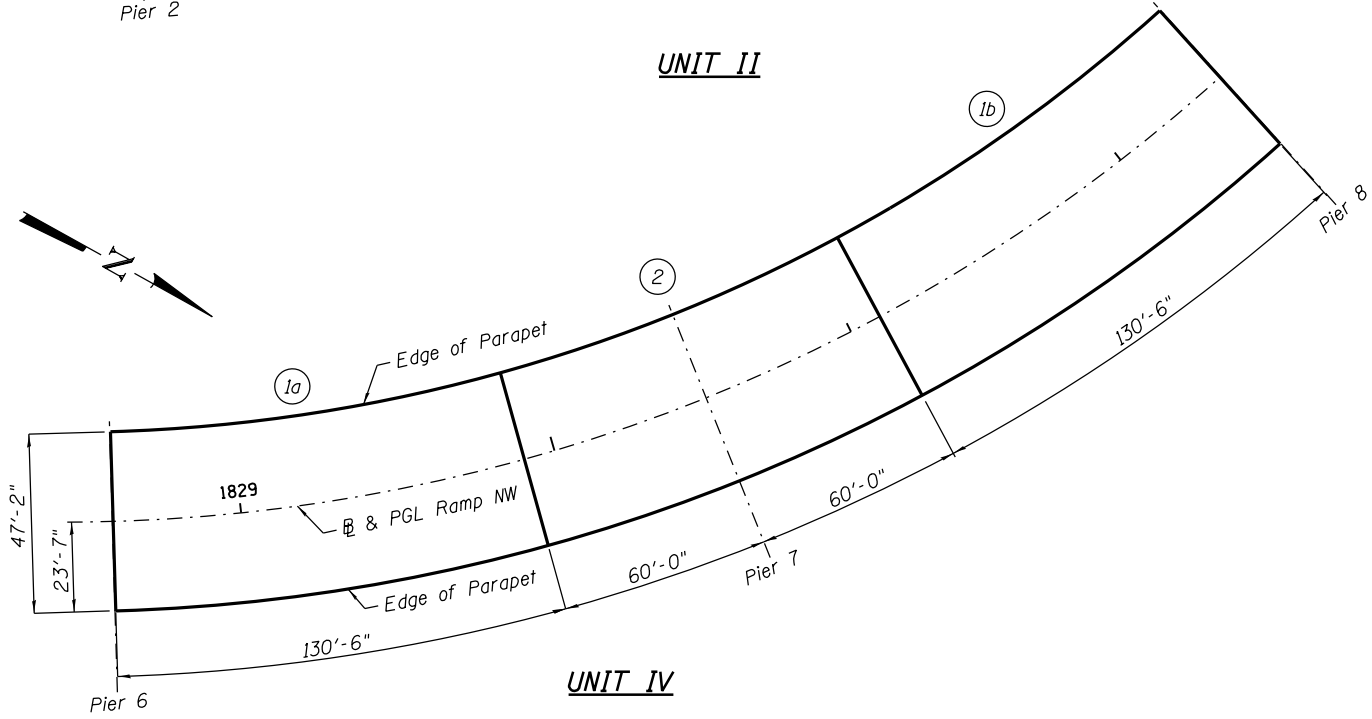 Pier 2
UNIT II
1b
Pier 8
N
2
130'-6"
Edge of Parapet
1a
47'-2"
23'-7"
1829
℄ & PGL Ramp NW
60'-0"
Pier 7
60'-0"
Edge of Parapet
130'-6"
Pier 6
UNIT IV